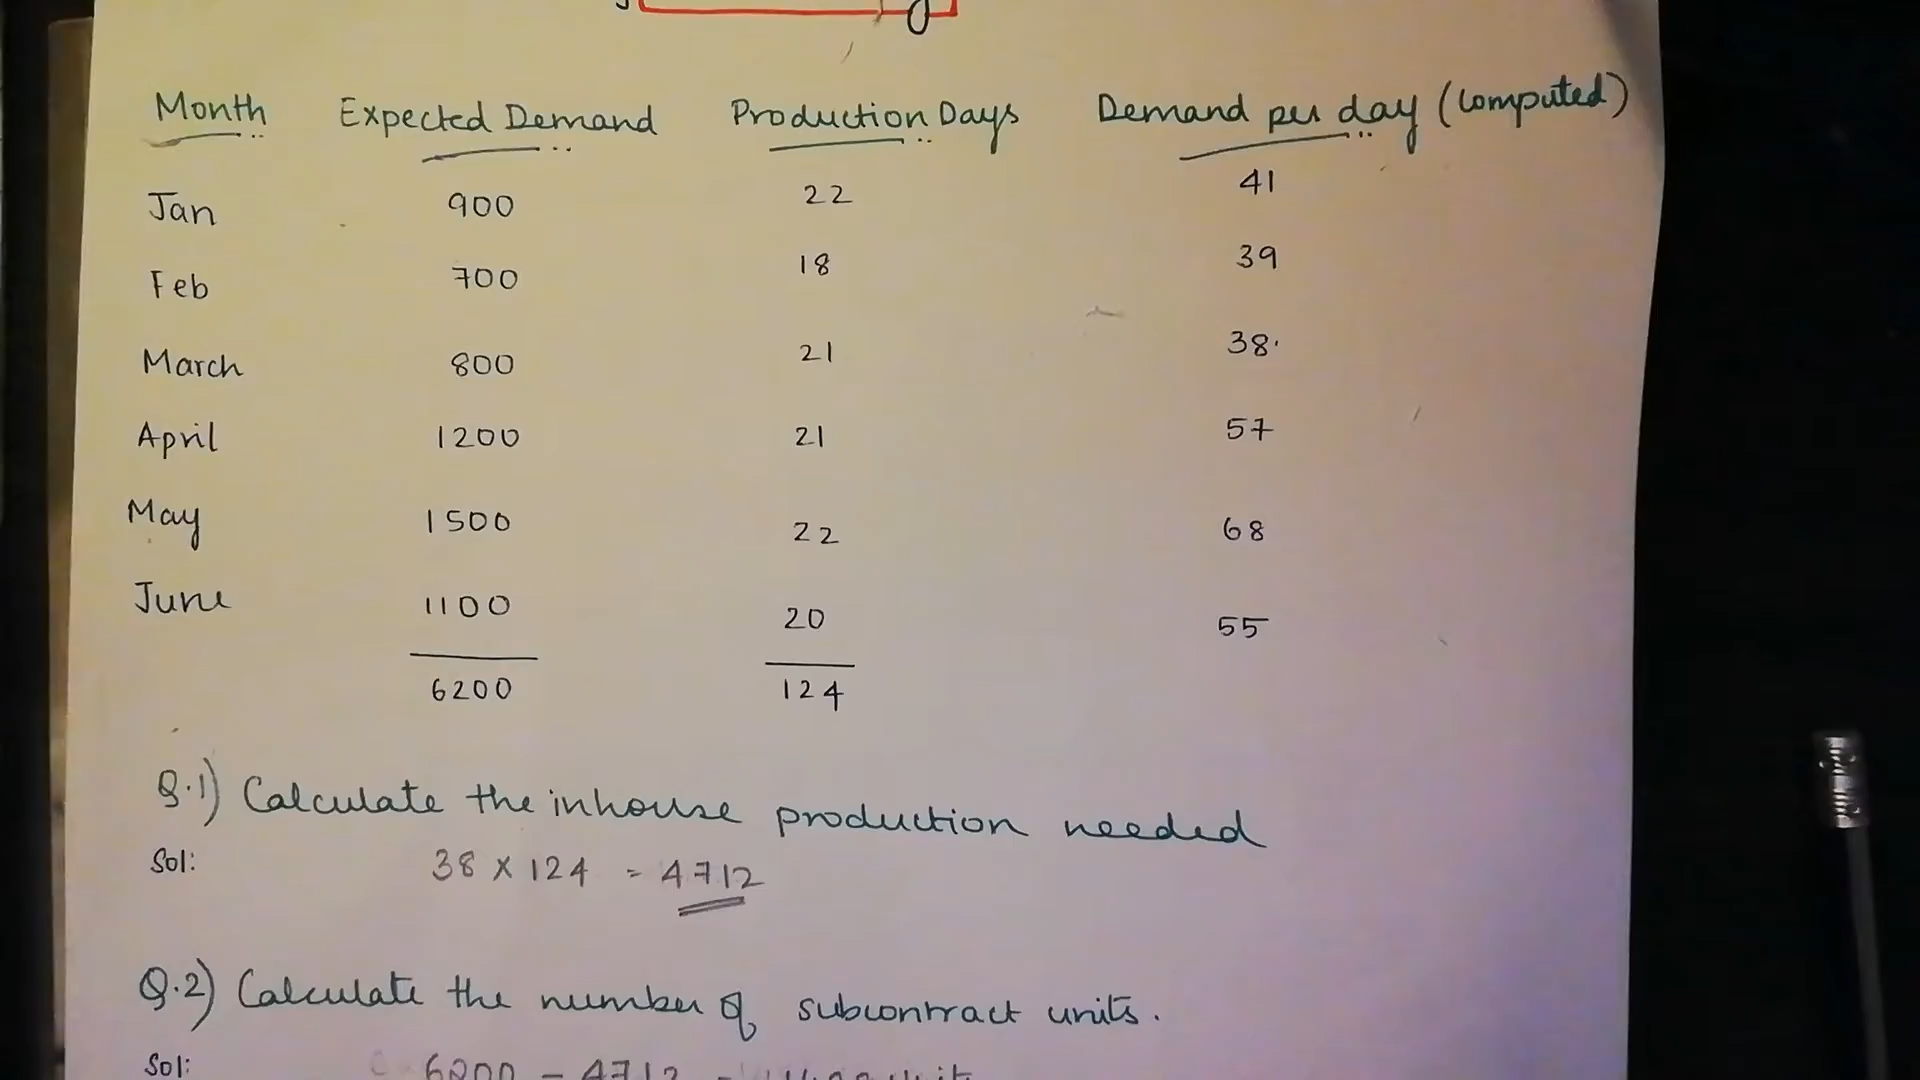 Month Expected Demand Production Days Demand per day (computed)
Jan 900 22 41
Feb 700 18 39
March 800 21 38
April 1200 21 57
May 1500 22 68
June 1100 20 55
6200 124
Q.1) Calculate the inhouse production needed
Sol: 38 x 124 = 4712
Q.2) Calculate the number of subcontract units.
Sol: 6200 - 4712